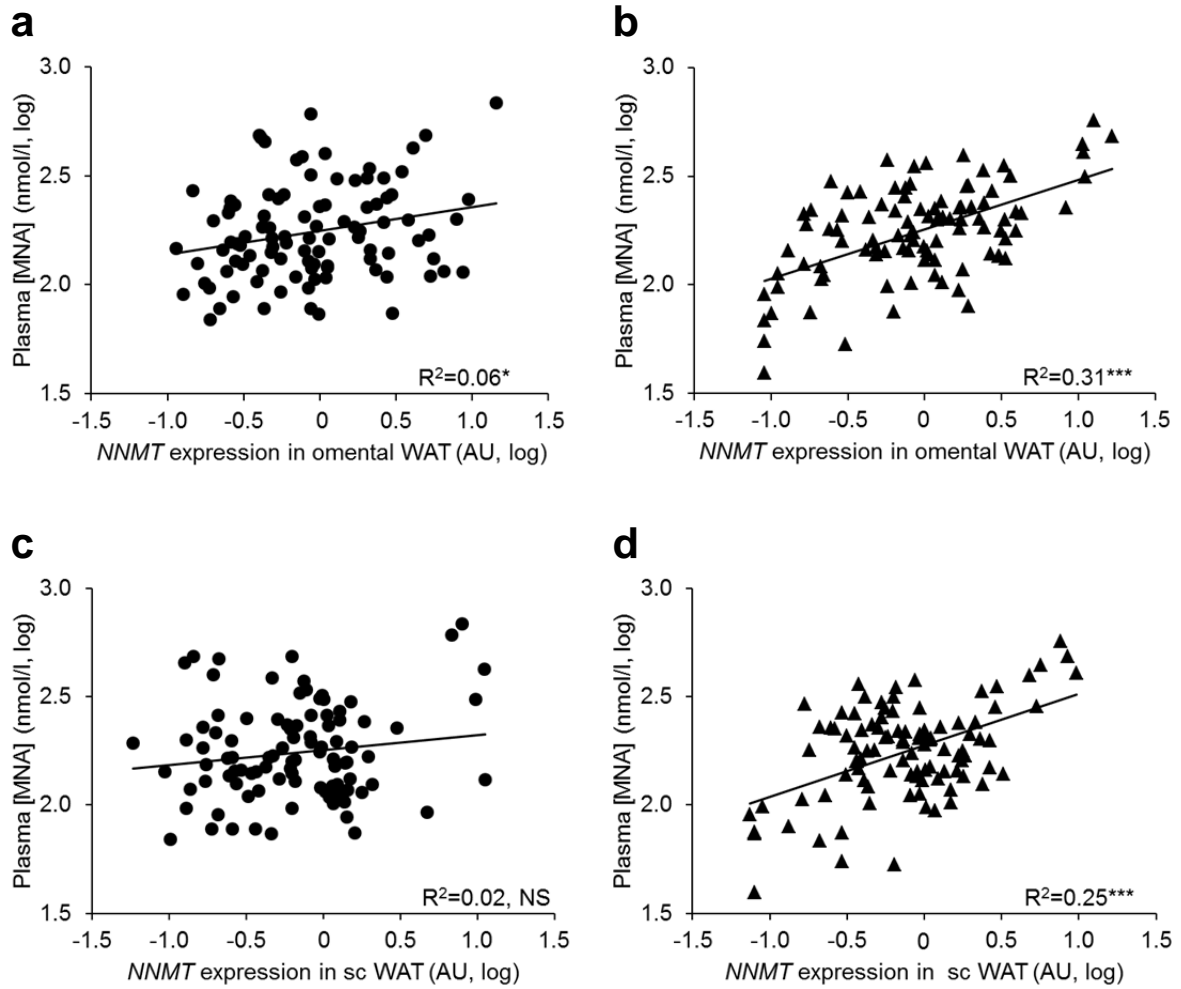 a
3.0
2.5
2.0
1.5
-1.5 -1.0 -0.5 0 0.5 1.0 1.5
Plasma [MNA] (nmol/l, log)
NNMT expression in omental WAT (AU, log)
R²=0.06*
b
3.0
2.5
2.0
1.5
-1.5 -1.0 -0.5 0 0.5 1.0 1.5
Plasma [MNA] (nmol/l, log)
NNMT expression in omental WAT (AU, log)
R²=0.31***
c
3.0
2.5
2.0
1.5
-1.5 -1.0 -0.5 0 0.5 1.0 1.5
Plasma [MNA] (nmol/l, log)
NNMT expression in sc WAT (AU, log)
R²=0.02, NS
d
3.0
2.5
2.0
1.5
-1.5 -1.0 -0.5 0 0.5 1.0 1.5
Plasma [MNA] (nmol/l, log)
NNMT expression in sc WAT (AU, log)
R²=0.25***